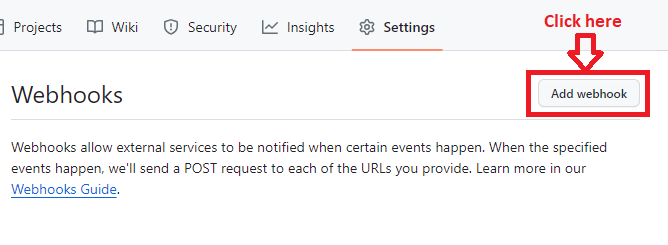 Projects Wiki Security Insights Settings
Click here
Webhooks
Add webhook
Webhooks allow external services to be notified when certain events happen. When the specified
events happen, we'll send a POST request to each of the URLs you provide. Learn more in our
Webhooks Guide.